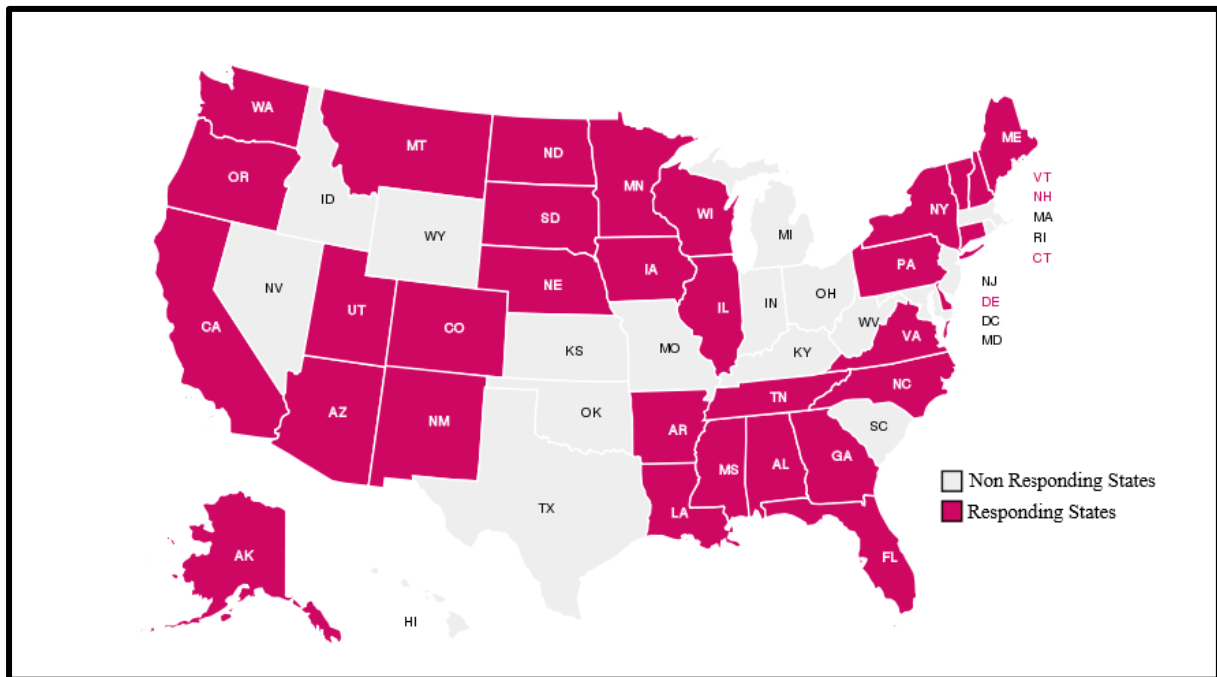 WA
ME
MT
ND
VT
OR
MN
NH
ID
SD
WI
NY
MA
WY
MI
RI
CT
IA
PA
NE
NV
OH
NJ
UT
IL
IN
DE
CA
CO
WV
DC
VA
MD
KS
MO
KY
NC
TN
AZ
OK
NM
AR
SC
MS
AL
GA
Non Responding States
TX
LA
Responding States
AK
FL
HI